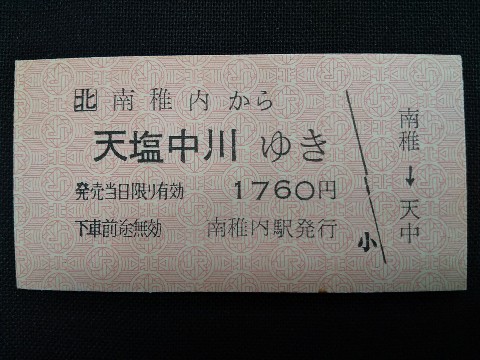 北 南稚内から
天塩中川 ゆき
発売当日限り有効 1760円
下車前途無効 南稚内駅発行
小
南稚→天中